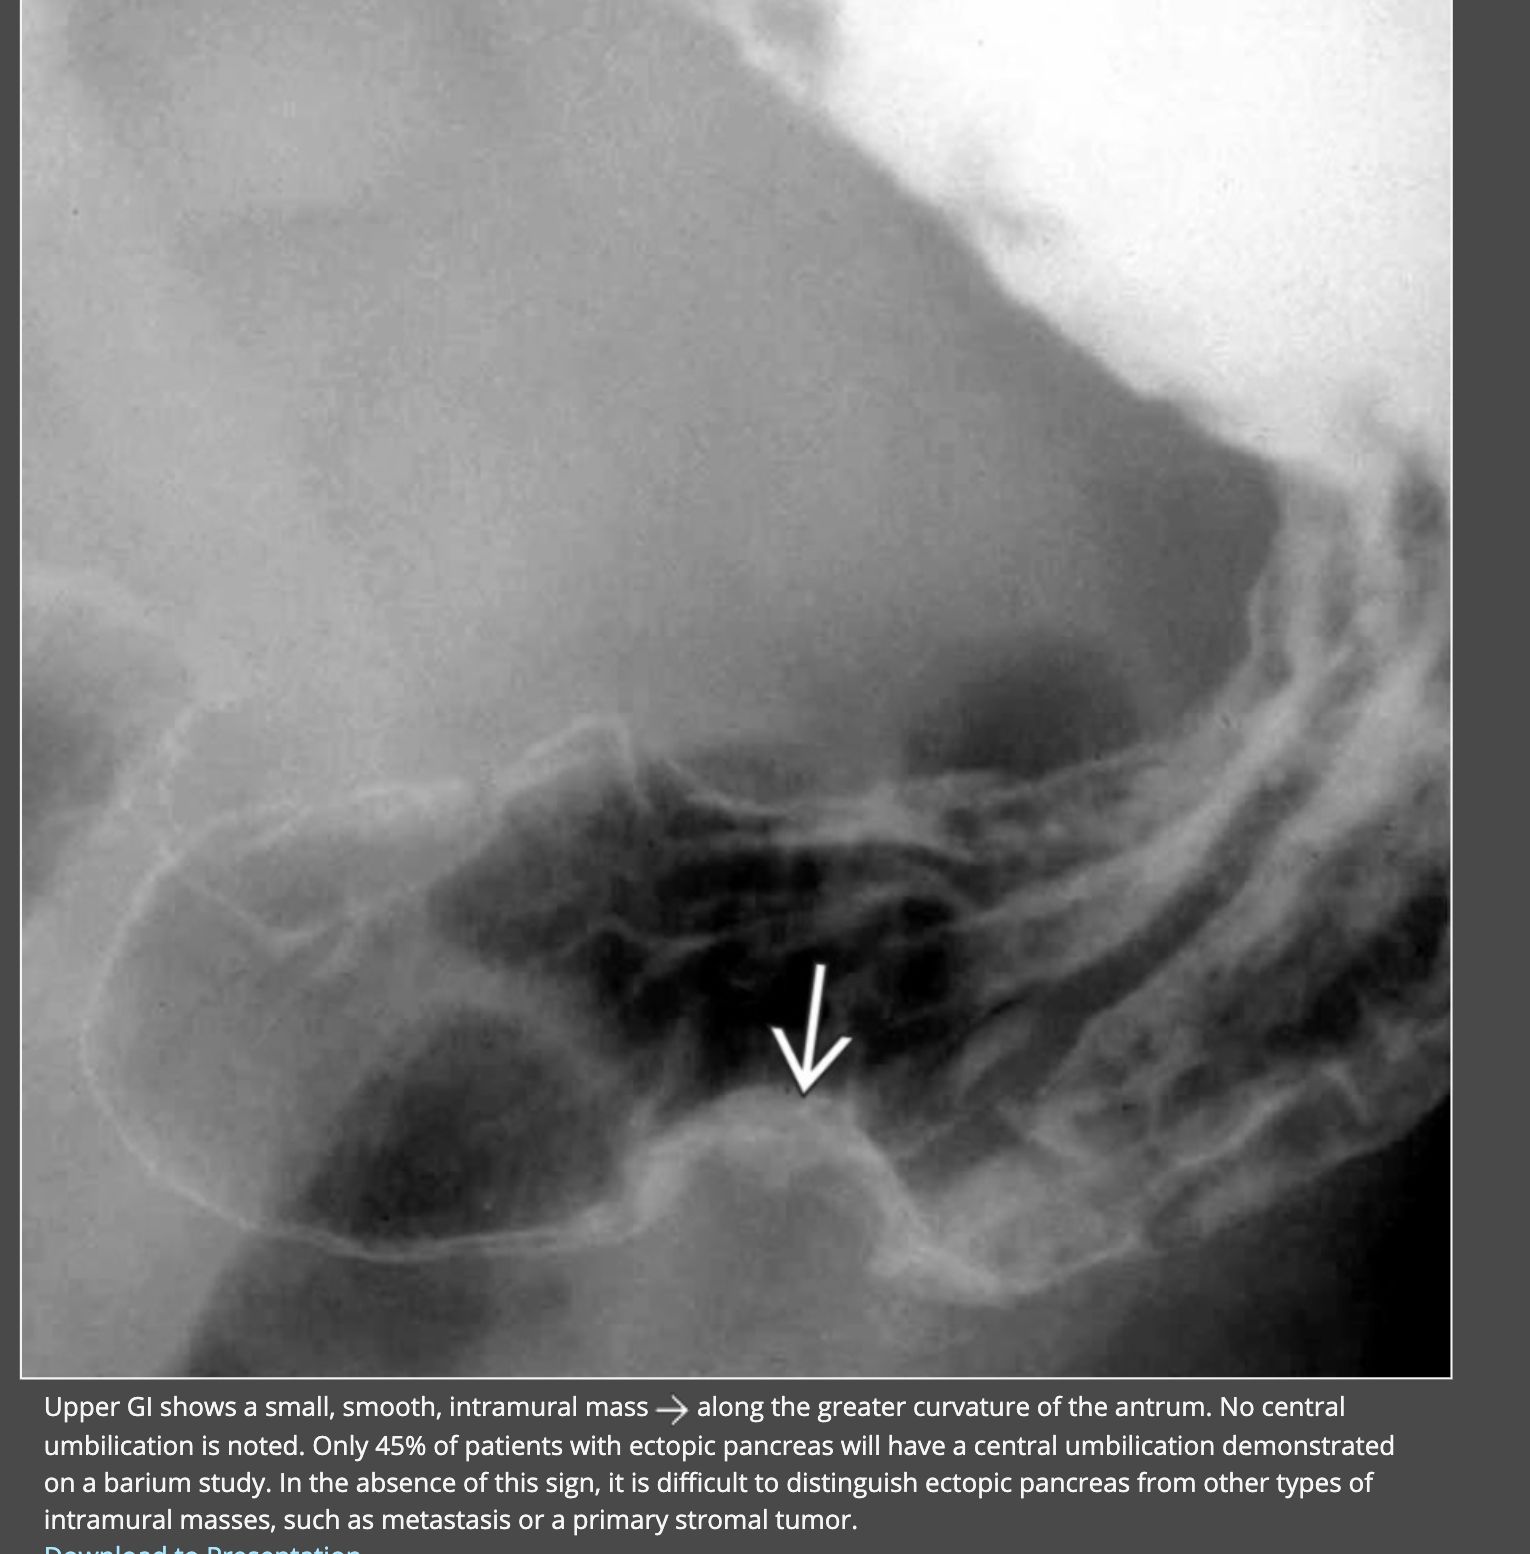 Upper GI shows a small, smooth, intramural mass → along the greater curvature of the antrum. No central
umbilication is noted. Only 45% of patients with ectopic pancreas will have a central umbilication demonstrated
on a barium study. In the absence of this sign, it is difficult to distinguish ectopic pancreas from other types of
intramural masses, such as metastasis or a primary stromal tumor.
Download to Presentation